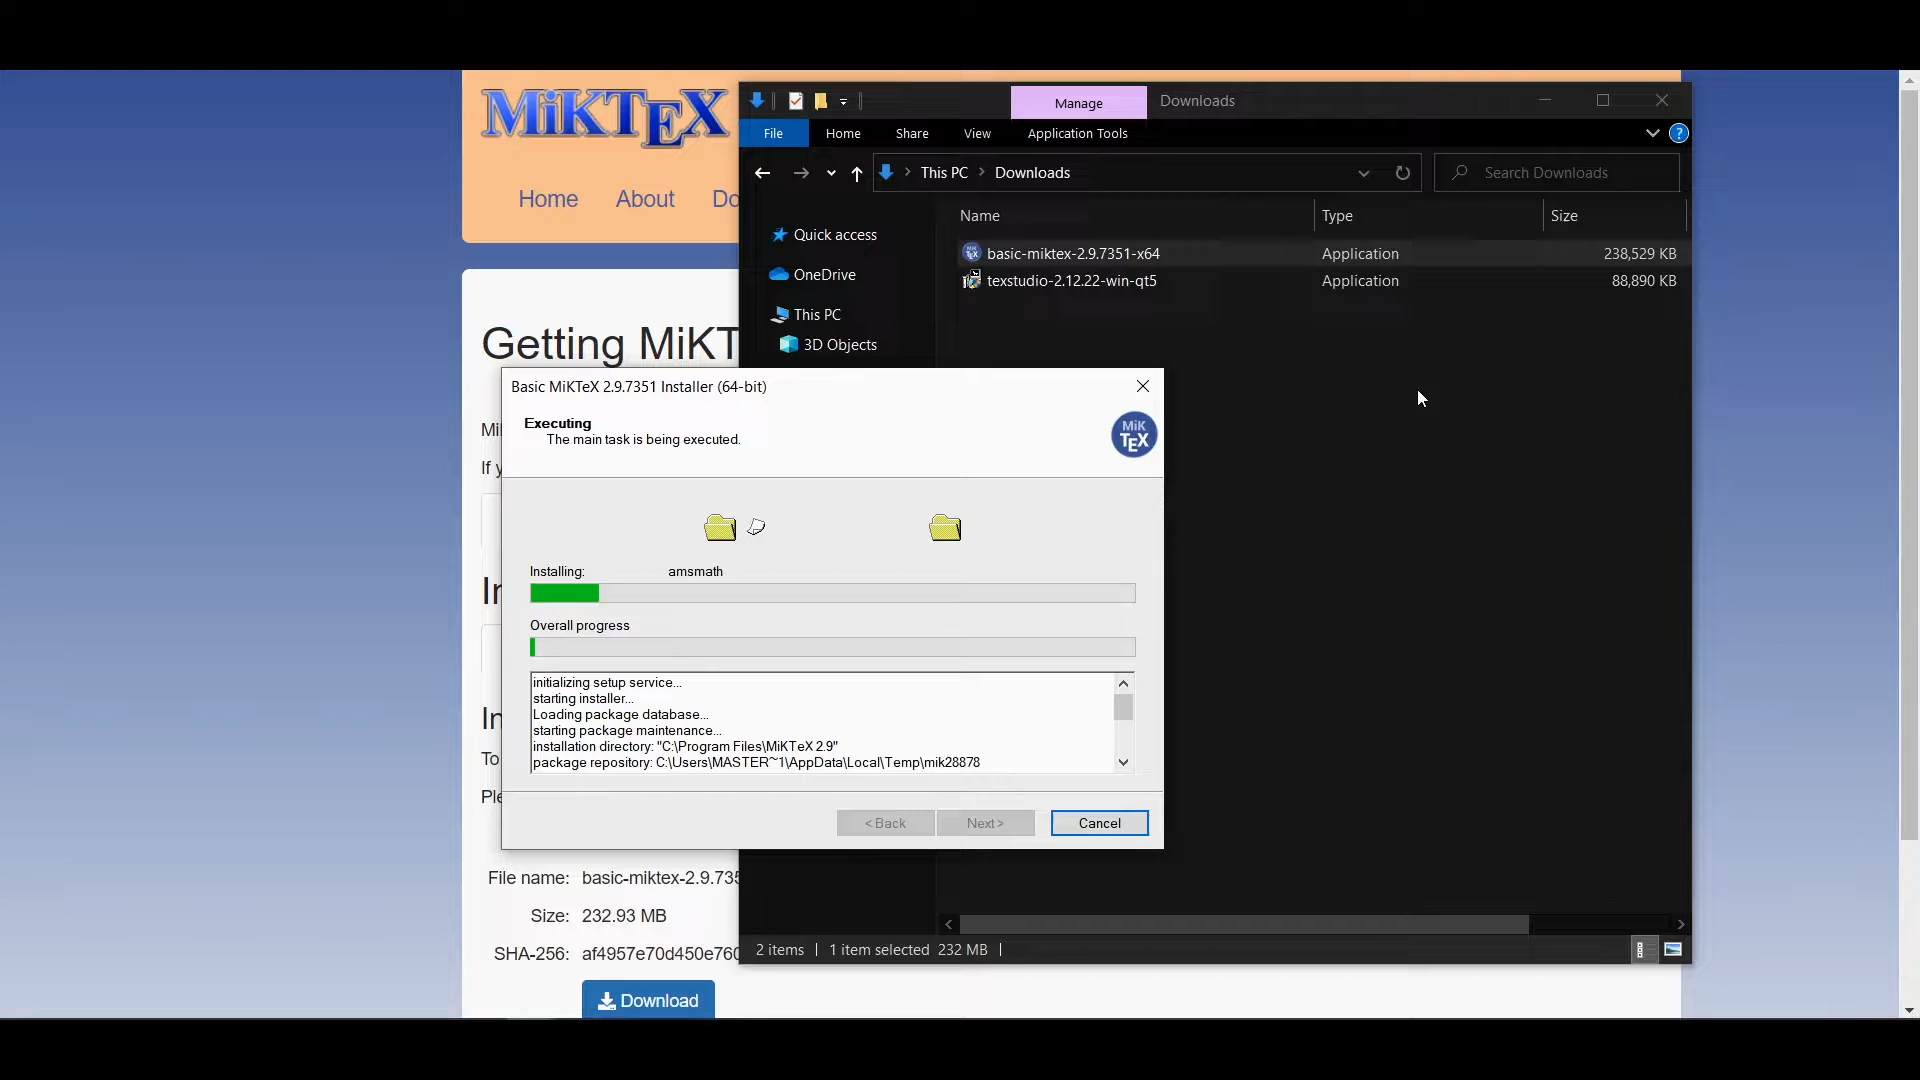 MiKTEX
Home About Do
Getting MiKT
Mi
If y
In
In
To
Ple
File name: basic-miktex-2.9.735
Size: 232.93 MB
SHA-256: af4957e70d450e760
Download
Manage Downloads
File Home Share View Application Tools
?
This PC > Downloads
Search Downloads
Name Type Size
Quick access
OneDrive
This PC
3D Objects
basic-miktex-2.9.7351-x64 Application 238,529 KB
texstudio-2.12.22-win-qt5 Application 88,890 KB
2 items 1 item selected 232 MB
Basic MiKTeX 2.9.7351 Installer (64-bit)
Executing
The main task is being executed.
MiK
TEX
Installing: amsmath
Overall progress
initializing setup service...
starting installer...
Loading package database...
starting package maintenance...
installation directory: "C:\Program Files\MiKTeX 2.9"
package repository: C:\Users\MASTER~1\AppData\Local\Temp\mik28878
< Back Next > Cancel